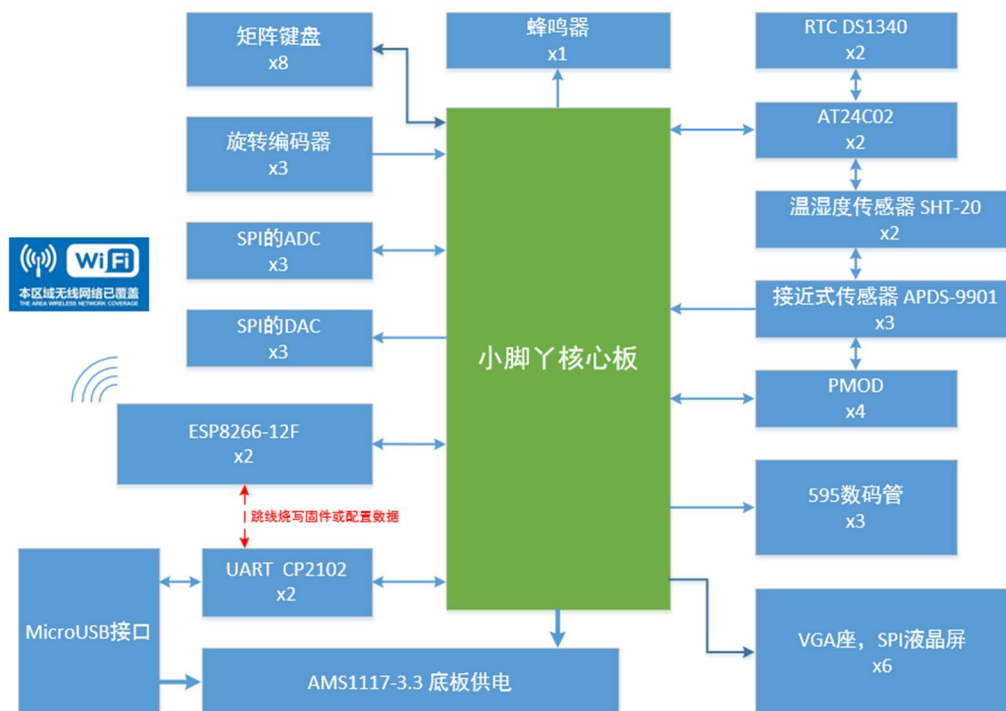 矩阵键盘
x8
旋转编码器
x3
SPI的ADC
x3
SPI的DAC
x3
WiFi
本区域无线网络已覆盖
THE AREA WIRELESS NETWORK COVERAGE
ESP8266-12F
x2
跳线烧写固件或配置数据
UART CP2102
x2
MicroUSB接口
AMS1117-3.3 底板供电
蜂鸣器
x1
小脚丫核心板
RTC DS1340
x2
AT24C02
x2
温湿度传感器 SHT-20
x2
接近式传感器 APDS-9901
x3
PMOD
x4
595数码管
x3
VGA座，SPI液晶屏
x6